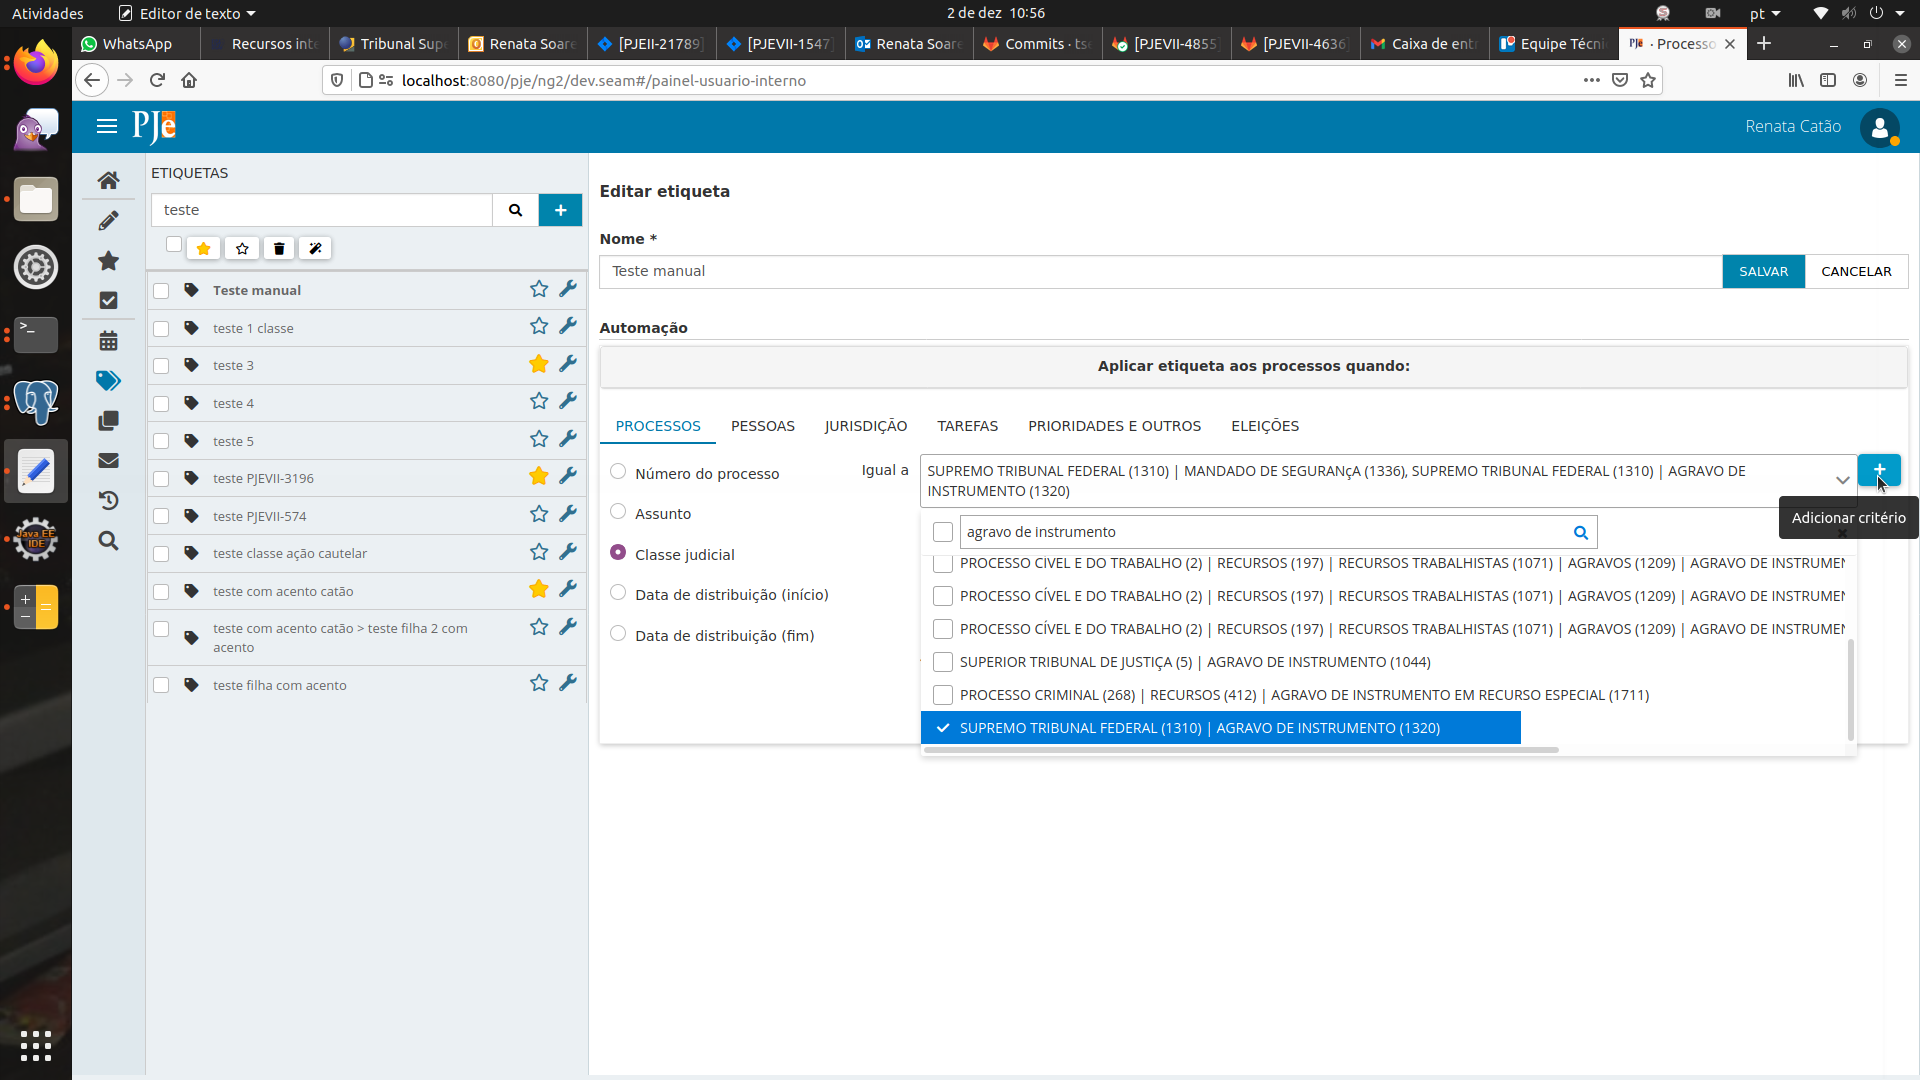 Atividades
Editor de texto
2 de dez 10:56
pt
WhatsApp
Recursos inte
Tribunal Supe
Renata Soare
[PJEII-21789]
[PJEVII-1547
Renata Soare
Commits · tse
[PJEVII-4855
[PJEVII-4636
Caixa de entr
Equipe Técni
PJe · Processo
localhost:8080/pje/ng2/dev.seam#/painel-usuario-interno
PJe
Renata Catão
ETIQUETAS
teste
Teste manual
teste 1 classe
teste 3
teste 4
teste 5
teste PJEVII-3196
teste PJEVII-574
teste classe ação cautelar
teste com acento catão
teste com acento catão > teste filha 2 com
acento
teste filha com acento
Editar etiqueta
Nome *
Teste manual
SALVAR
CANCELAR
Automação
Aplicar etiqueta aos processos quando:
PROCESSOS
PESSOAS
JURISDIÇÃO
TAREFAS
PRIORIDADES E OUTROS
ELEIÇÕES
Número do processo
Assunto
Classe judicial
Data de distribuição (início)
Data de distribuição (fim)
Igual a
SUPREMO TRIBUNAL FEDERAL (1310) | MANDADO DE SEGURANçA (1336), SUPREMO TRIBUNAL FEDERAL (1310) | AGRAVO DE
INSTRUMENTO (1320)
Adicionar critério
agravo de instrumento
PROCESSO CÍVEL E DO TRABALHO (2) | RECURSOS (197) | RECURSOS TRABALHISTAS (1071) | AGRAVOS (1209) | AGRAVO DE INSTRUMEN
PROCESSO CÍVEL E DO TRABALHO (2) | RECURSOS (197) | RECURSOS TRABALHISTAS (1071) | AGRAVOS (1209) | AGRAVO DE INSTRUMEN
PROCESSO CÍVEL E DO TRABALHO (2) | RECURSOS (197) | RECURSOS TRABALHISTAS (1071) | AGRAVOS (1209) | AGRAVO DE INSTRUMEN
SUPERIOR TRIBUNAL DE JUSTIÇA (5) | AGRAVO DE INSTRUMENTO (1044)
PROCESSO CRIMINAL (268) | RECURSOS (412) | AGRAVO DE INSTRUMENTO EM RECURSO ESPECIAL (1711)
SUPREMO TRIBUNAL FEDERAL (1310) | AGRAVO DE INSTRUMENTO (1320)
Java EE
IDE